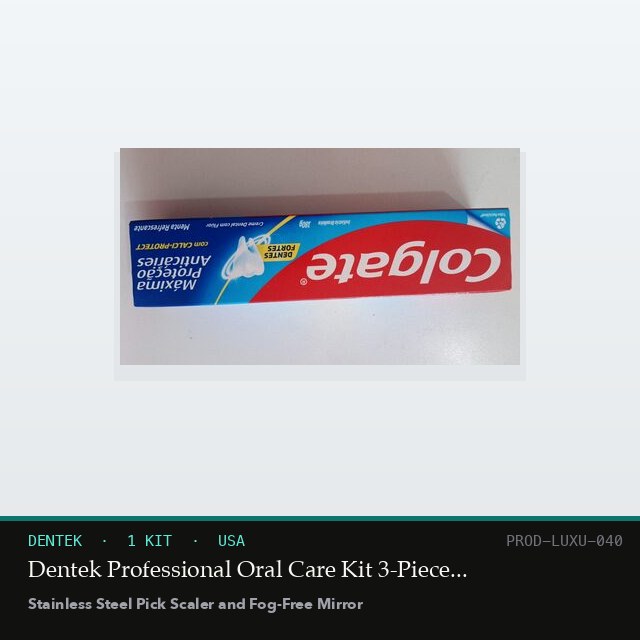 Colgate®
DENTES
FORTES
Máxima
Proteção
Anticáries
com CALCI-PROTECT
Creme Dental com Flúor
Menta Refrescante
DENTEK · 1 KIT · USA
PROD–LUXU–040
Dentek Professional Oral Care Kit 3-Piece...
Stainless Steel Pick Scaler and Fog-Free Mirror